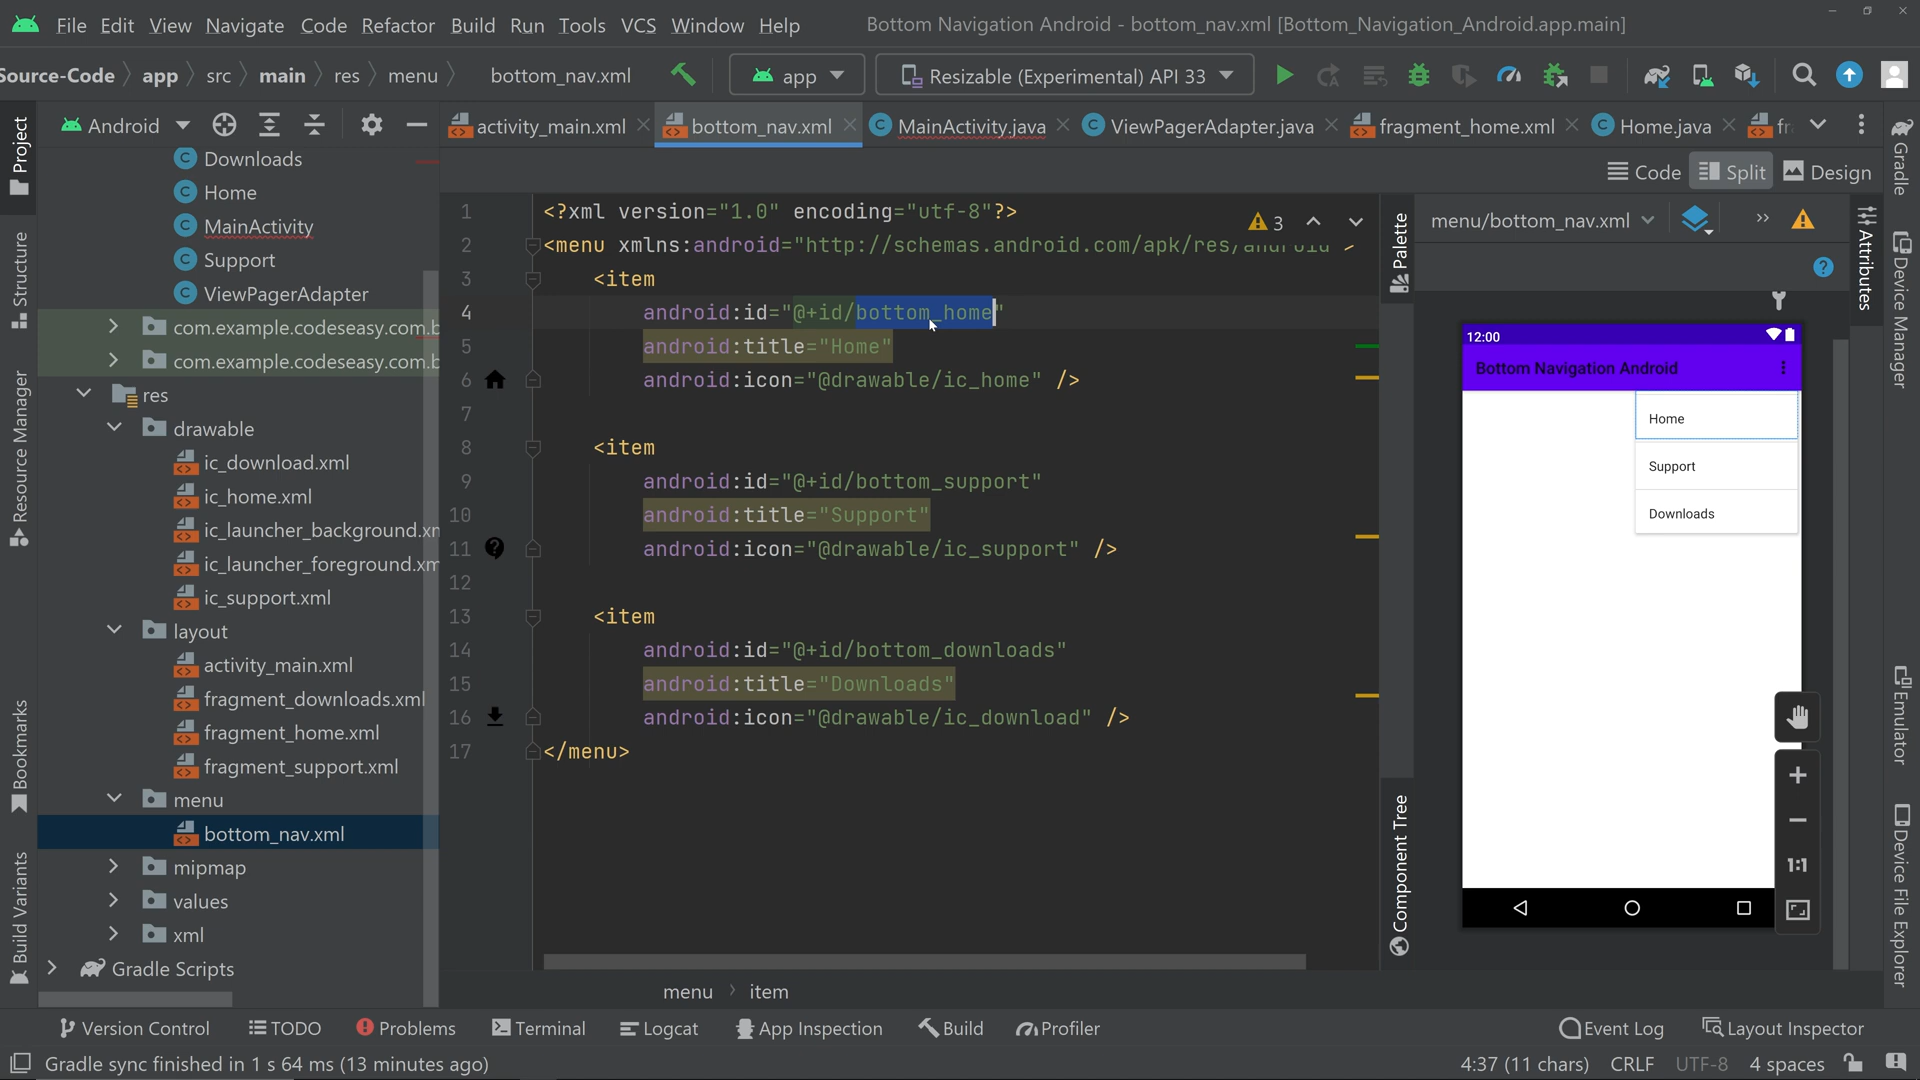 File Edit View Navigate Code Refactor Build Run Tools VCS Window Help Bottom Navigation Android - bottom_nav.xml [Bottom_Navigation_Android.app.main]
Source-Code app src main res menu bottom_nav.xml app Resizable (Experimental) API 33
Android activity_main.xml bottom_nav.xml MainActivity.java ViewPagerAdapter.java fragment_home.xml Home.java
Code Split Design
Project
Structure
Resource Manager
Bookmarks
Build Variants
Downloads
Home
MainActivity
Support
ViewPagerAdapter
com.example.codeseasy.com.b
com.example.codeseasy.com.b
res
drawable
ic_download.xml
ic_home.xml
ic_launcher_background.xm
ic_launcher_foreground.xm
ic_support.xml
layout
activity_main.xml
fragment_downloads.xml
fragment_home.xml
fragment_support.xml
menu
bottom_nav.xml
mipmap
values
xml
Gradle Scripts
1 <?xml version="1.0" encoding="utf-8"?>
3
2 <menu xmlns:android="http://schemas.android.com/apk/res/android">
3 <item
4 android:id="@+id/bottom_home"
5 android:title="Home"
6 android:icon="@drawable/ic_home" />
7
8 <item
9 android:id="@+id/bottom_support"
10 android:title="Support"
11 android:icon="@drawable/ic_support" />
12
13 <item
14 android:id="@+id/bottom_downloads"
15 android:title="Downloads"
16 android:icon="@drawable/ic_download" />
17 </menu>
menu item
Palette
Component Tree
menu/bottom_nav.xml
12:00
Bottom Navigation Android
Home
Support
Downloads
1:1
Attributes
Gradle
Device Manager
Emulator
Device File Explorer
Version Control TODO Problems Terminal Logcat App Inspection Build Profiler Event Log Layout Inspector
Gradle sync finished in 1 s 64 ms (13 minutes ago) 4:37 (11 chars) CRLF UTF-8 4 spaces